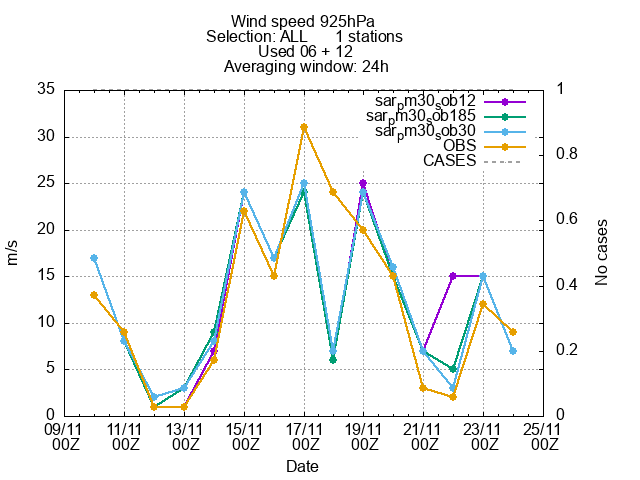 Wind speed 925hPa
Selection: ALL 1 stations
Used 06 + 12
Averaging window: 24h
35
30
25
20
15
10
5
0
m/s
1
0.8
0.6
0.4
0.2
0
No cases
sarpm30sob12
sarpm30sob185
sarpm30sob30
OBS
CASES
09/11 11/11 13/11 15/11 17/11 19/11 21/11 23/11 25/11
00Z 00Z 00Z 00Z 00Z 00Z 00Z 00Z 00Z
Date